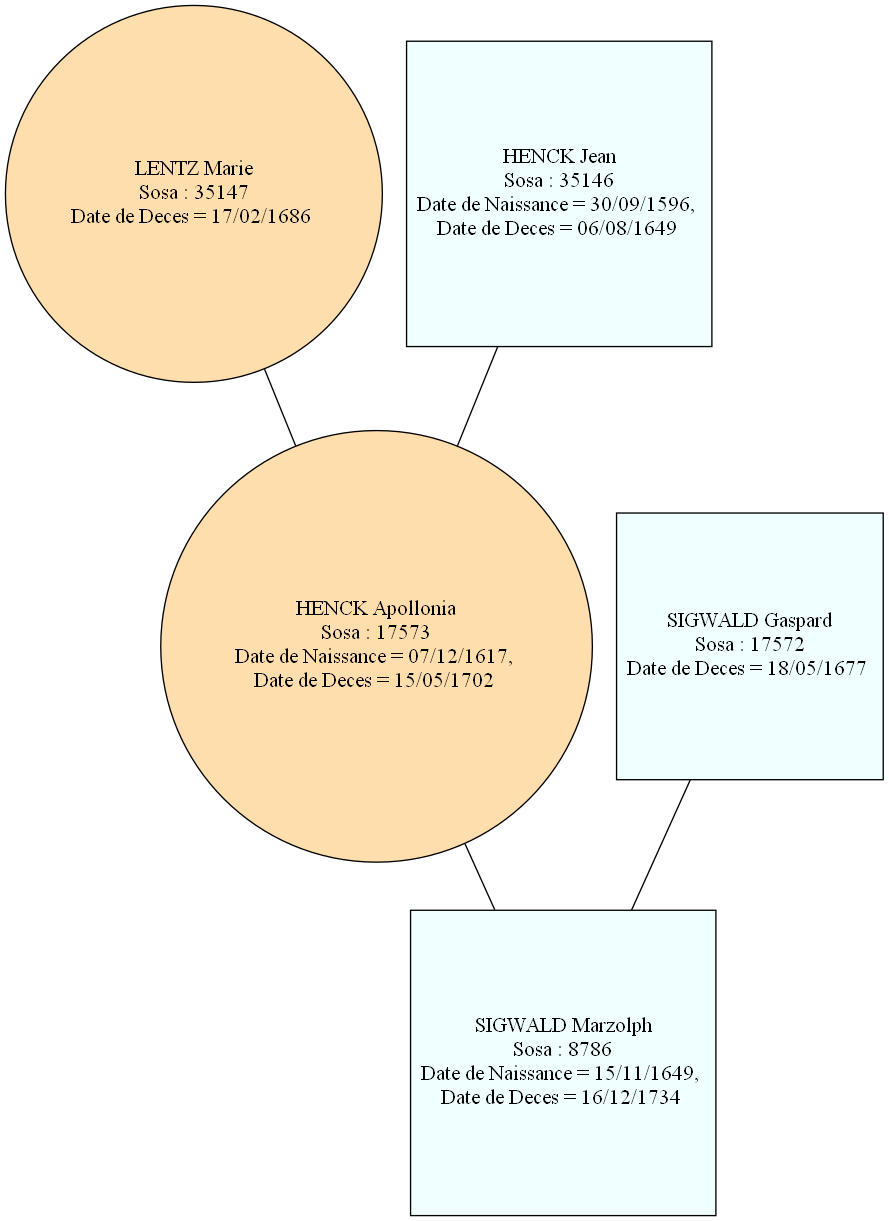 LENTZ Marie
Sosa : 35147
Date de Deces = 17/02/1686
HENCK Jean
Sosa : 35146
Date de Naissance = 30/09/1596,
Date de Deces = 06/08/1649
HENCK Apollonia
Sosa : 17573
Date de Naissance = 07/12/1617,
Date de Deces = 15/05/1702
SIGWALD Gaspard
Sosa : 17572
Date de Deces = 18/05/1677
SIGWALD Marzolph
Sosa : 8786
Date de Naissance = 15/11/1649,
Date de Deces = 16/12/1734